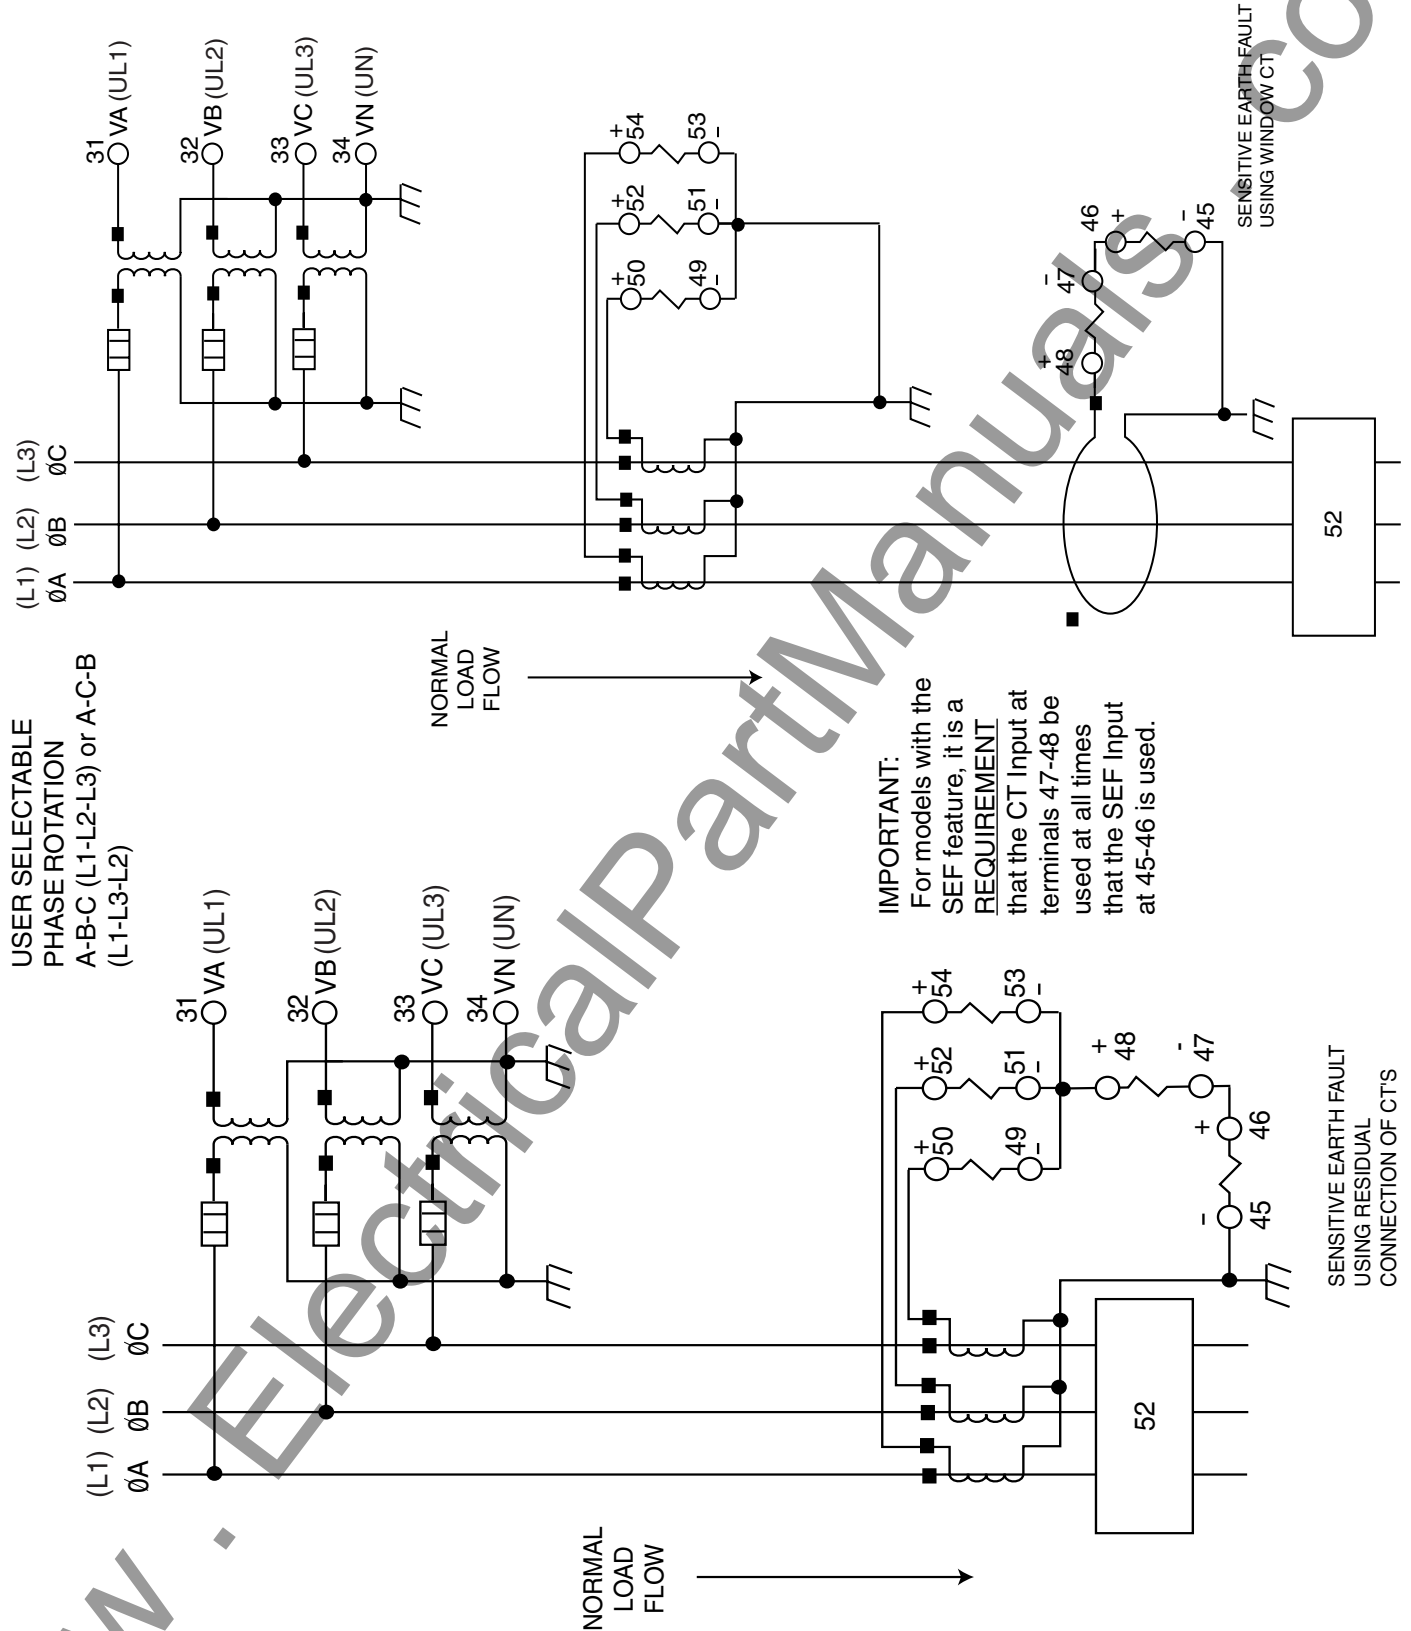 USER SELECTABLE
PHASE ROTATION
A-B-C (L1-L2-L3) or A-C-B
(L1-L3-L2)
(L1) (L2) (L3)
ØA ØB ØC
31 VA (UL1)
32 VB (UL2)
33 VC (UL3)
34 VN (UN)
NORMAL
LOAD
FLOW
+ + +
50 52 54
49 51 53
- - -
+
48
47
-
+
46
45
-
52
SENSITIVE EARTH FAULT
USING RESIDUAL
CONNECTION OF CT'S
IMPORTANT:
For models with the
SEF feature, it is a
REQUIREMENT
that the CT Input at
terminals 47-48 be
used at all times
that the SEF Input
at 45-46 is used.
(L1) (L2) (L3)
ØA ØB ØC
31 VA (UL1)
32 VB (UL2)
33 VC (UL3)
34 VN (UN)
NORMAL
LOAD
FLOW
+ + +
50 52 54
49 51 53
- - -
+
48
-
47
46
+
-
45
52
SENSITIVE EARTH FAULT
USING WINDOW CT
w . ElectricalPartManuals . co